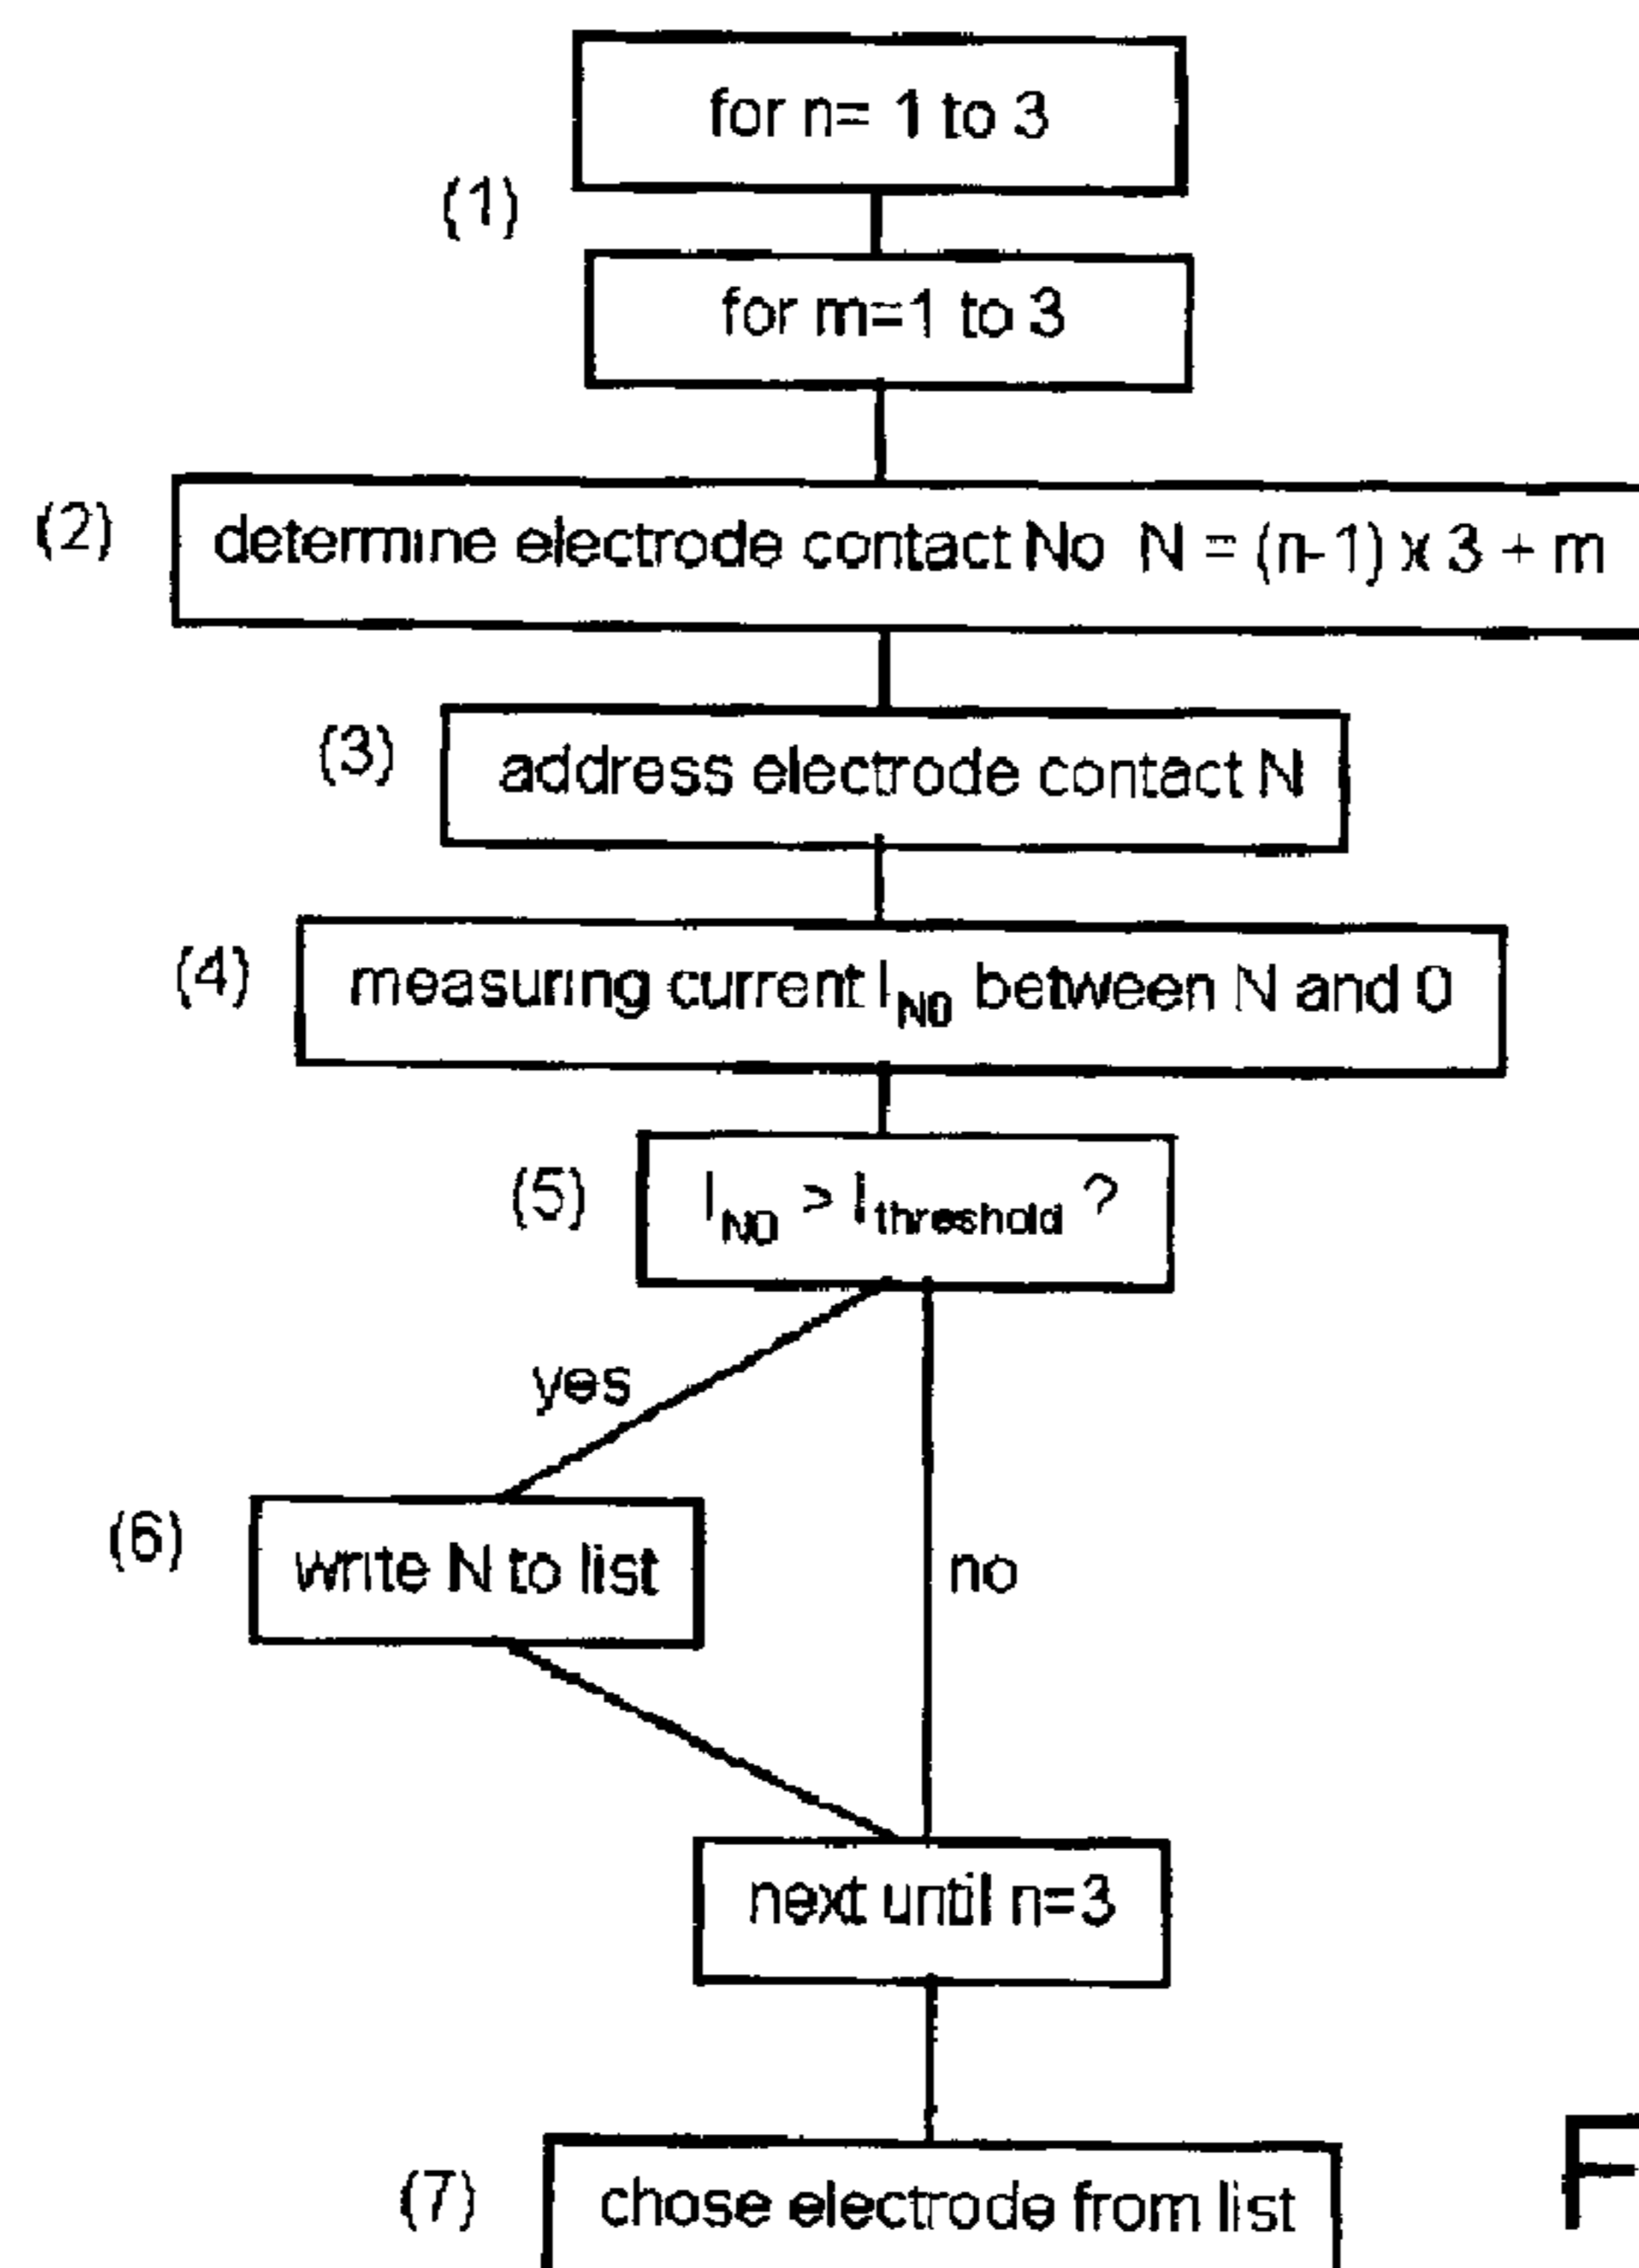 for n= 1 to 3
(1)
for m=1 to 3
(2) determine electrode contact No N = (n-1) x 3 + m
(3) address electrode contact N
(4) measuring current I_N0 between N and 0
(5) I_N0 > I_threshold ?
yes
(6) write N to list
no
next until n=3
(7) chose electrode from list